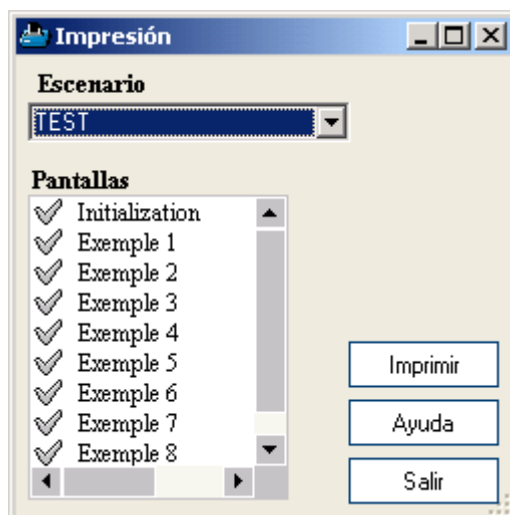 Impresión
Escenario
TEST
Pantallas
Initialization
Exemple 1
Exemple 2
Exemple 3
Exemple 4
Exemple 5
Exemple 6
Exemple 7
Exemple 8
Imprimir
Ayuda
Salir